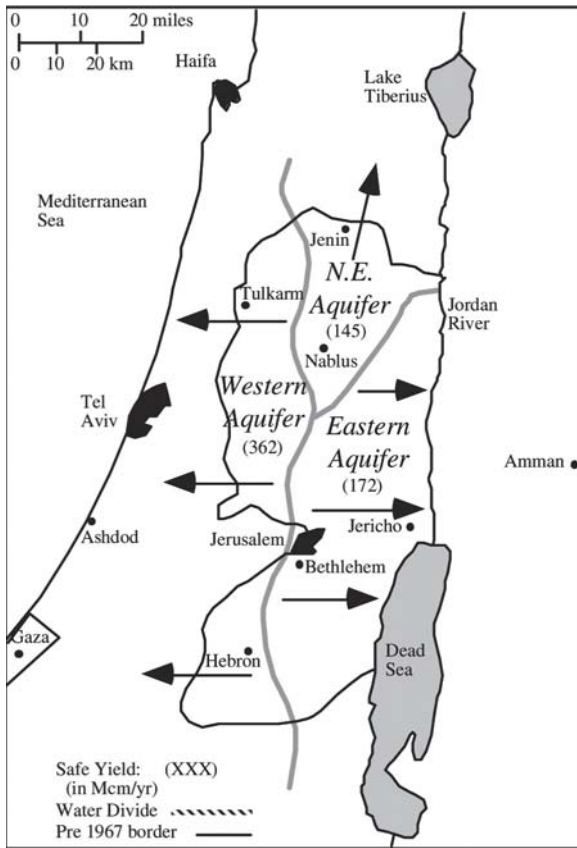 0 10 20 miles
0 10 20 km
Haifa
Lake
Tiberius
Mediterranean
Sea
Jenin
N.E.
Aquifer
(145)
Tulkarm
Jordan
River
Nablus
Western
Aquifer
(362)
Tel
Aviv
Eastern
Aquifer
(172)
Amman
Ashdod
Jerusalem
Jericho
Bethlehem
Gaza
Hebron
Dead
Sea
Safe Yield: (XXX)
(in Mcm/yr)
Water Divide
Pre 1967 border